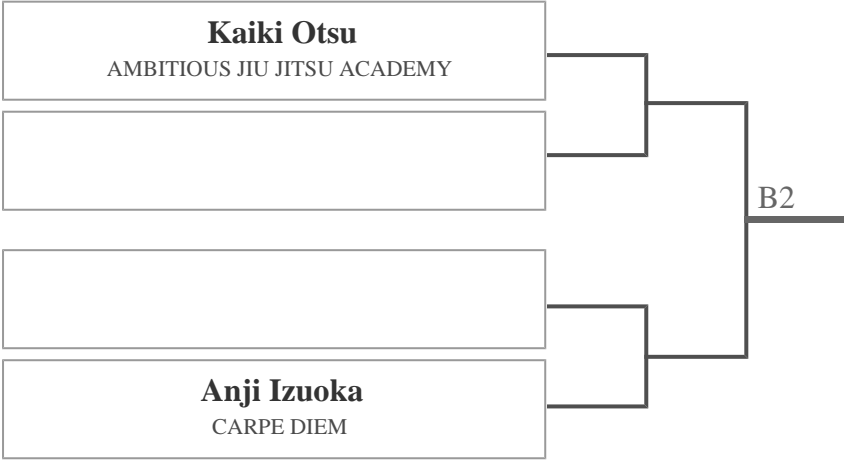 Kaiki Otsu
AMBITIOUS JIU JITSU ACADEMY
B2
Anji Izuoka
CARPE DIEM